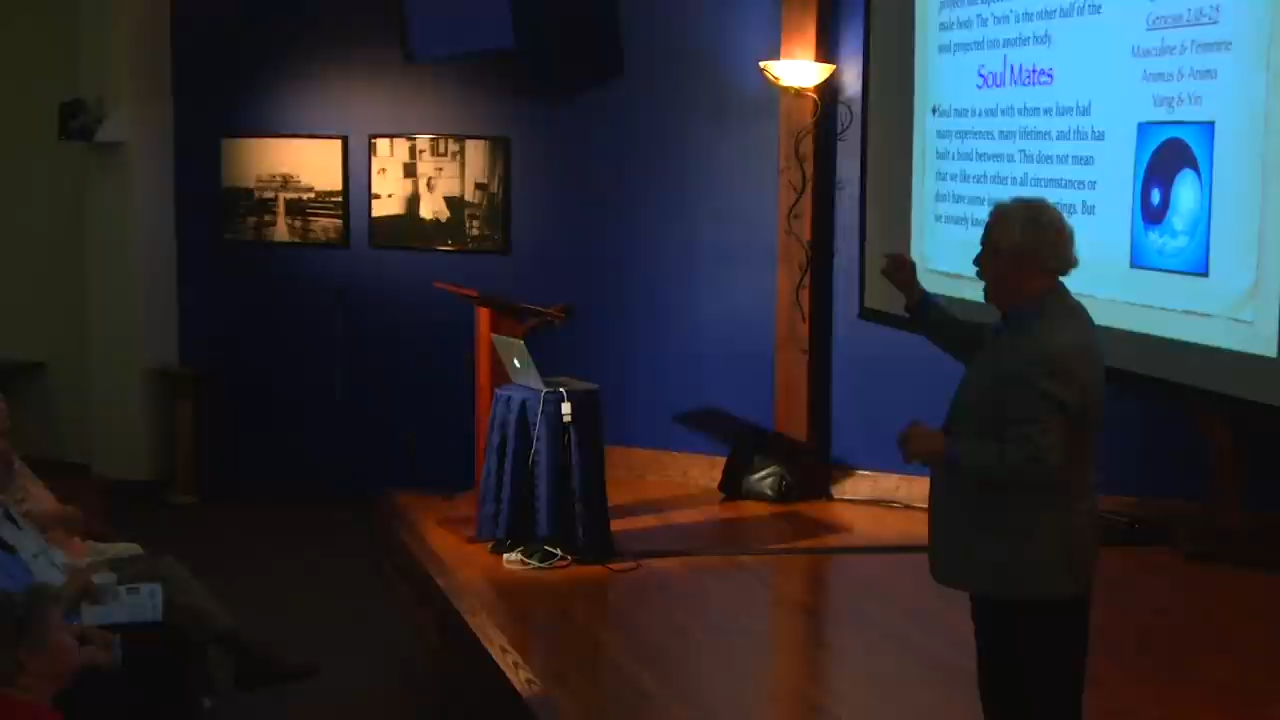 male body. The "twin" is the other half of the
soul projected into another body.
Soul Mates
Soul mate is a soul with whom we have had
many experiences, many lifetimes, and this has
built a bond between us. This does not mean
that we like each other in all circumstances or
don't have some
But
we innately
Genesis 2:18-25
Masculine & Feminine
Animus & Anima
Yang & Yin